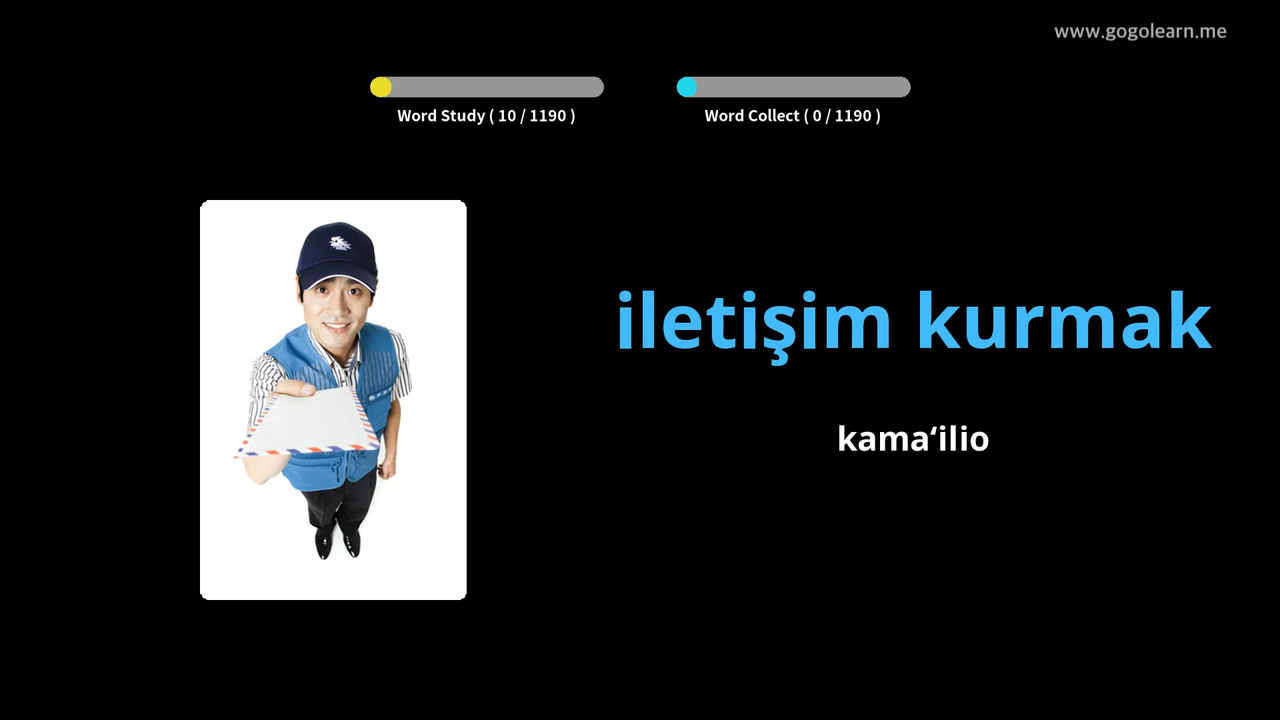 www.gogolearn.me
Word Study ( 10 / 1190 )
Word Collect ( 0 / 1190 )
iletişim kurmak
kamaʻilio